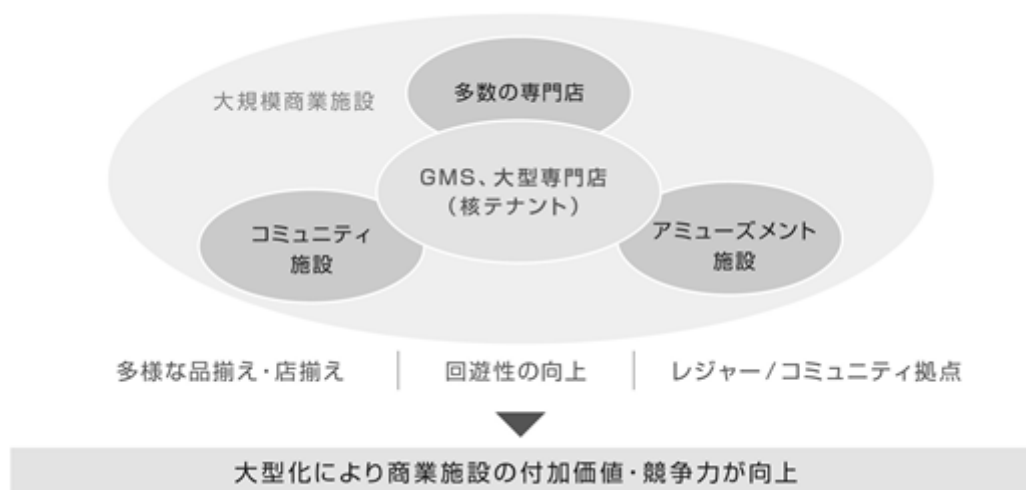 大規模商業施設
多数の専門店
GMS、大型専門店
（核テナント）
コミュニティ
施設
アミューズメント
施設
多様な品揃え・店揃え
回遊性の向上
レジャー/コミュニティ拠点
大型化により商業施設の付加価値・競争力が向上